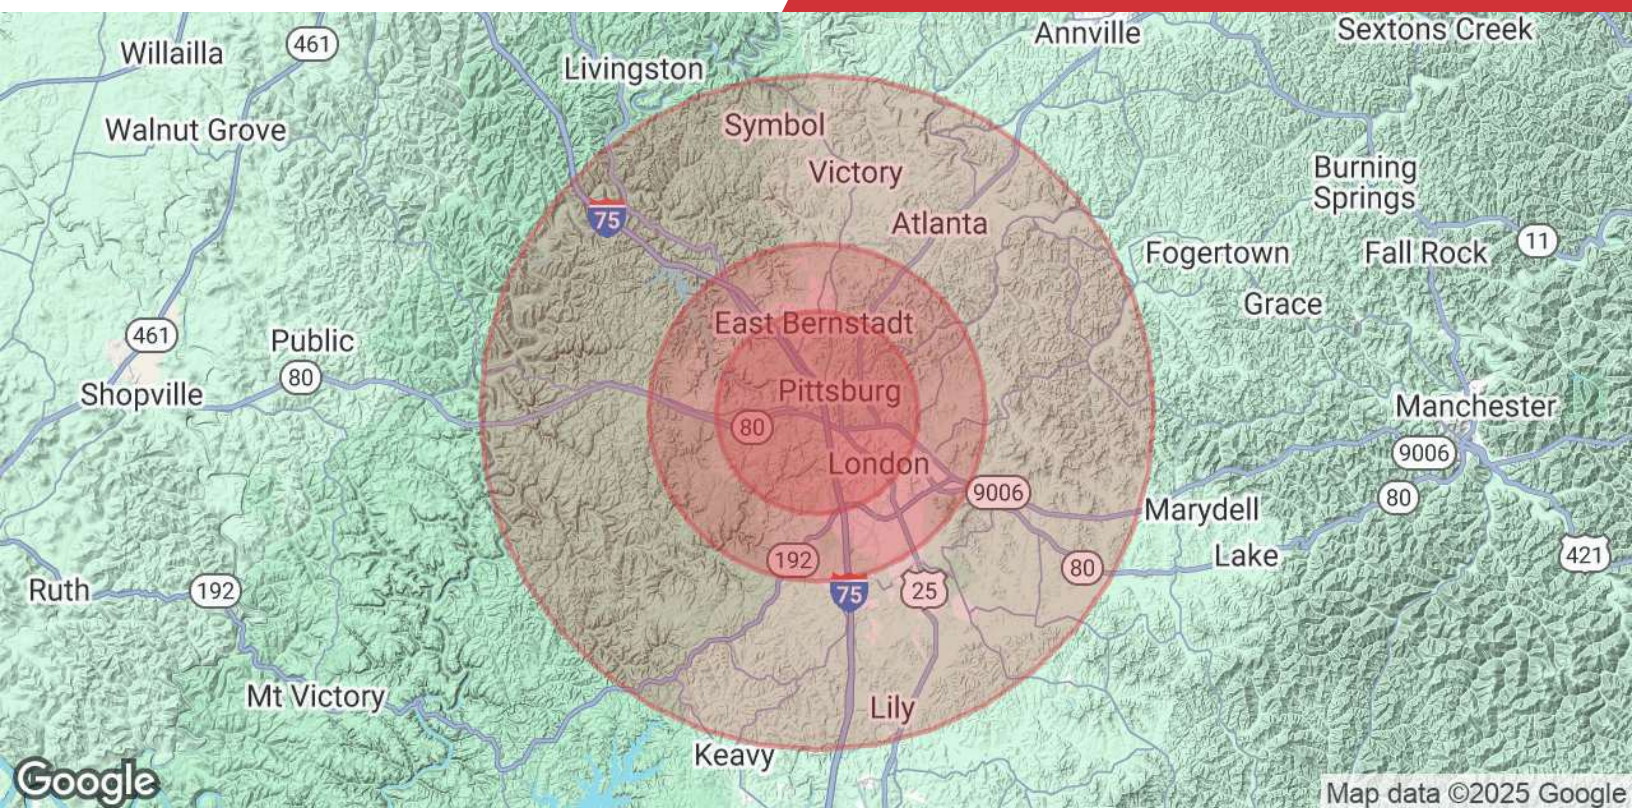 Annville
Sextons Creek
Willailla
461
Livingston
Walnut Grove
Symbol
Victory
Burning
Springs
75
Atlanta
11
Fogertown
Fall Rock
Grace
East Bernstadt
461
Public
80
Pittsburg
Shopville
Manchester
80
9006
London
9006
80
Marydell
Lake
421
192
80
Ruth
192
75
25
Mt Victory
Lily
Keavy
Google
Map data ©2025 Google